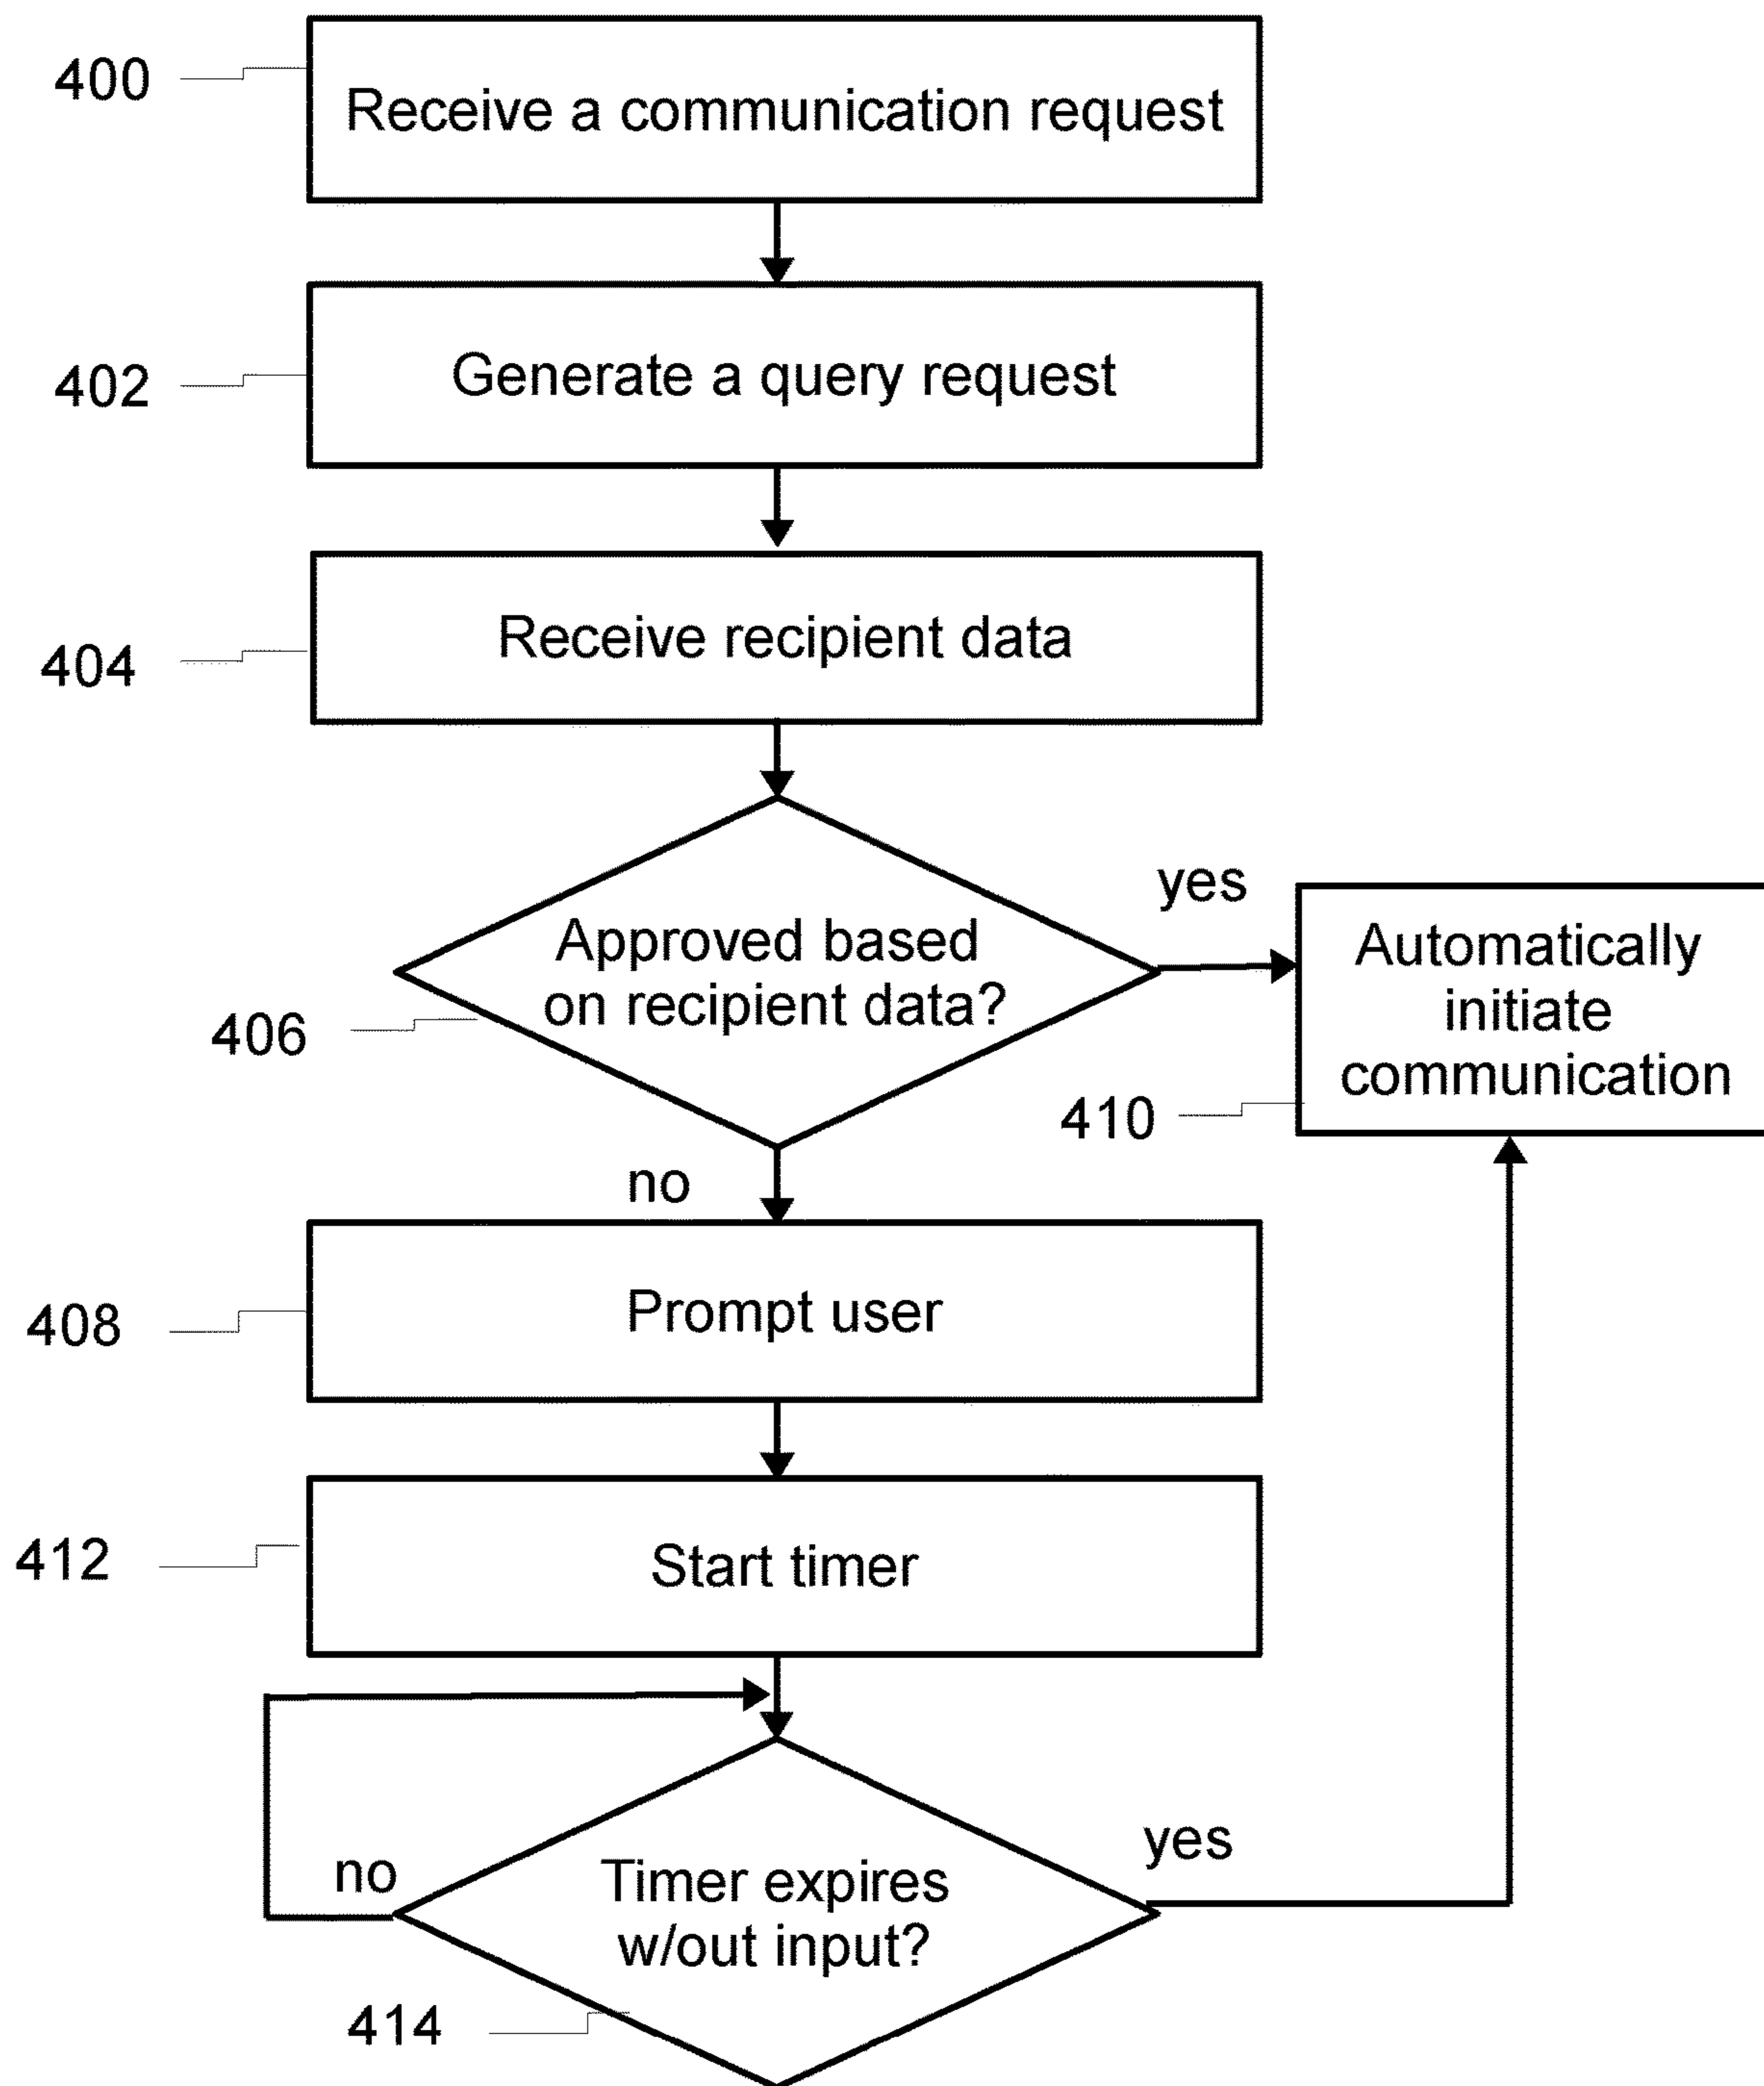 400
Receive a communication request
402
Generate a query request
404
Receive recipient data
yes
Approved based
on recipient data?
406
Automatically
initiate
communication
410
no
408
Prompt user
412
Start timer
no
Timer expires
w/out input?
yes
414